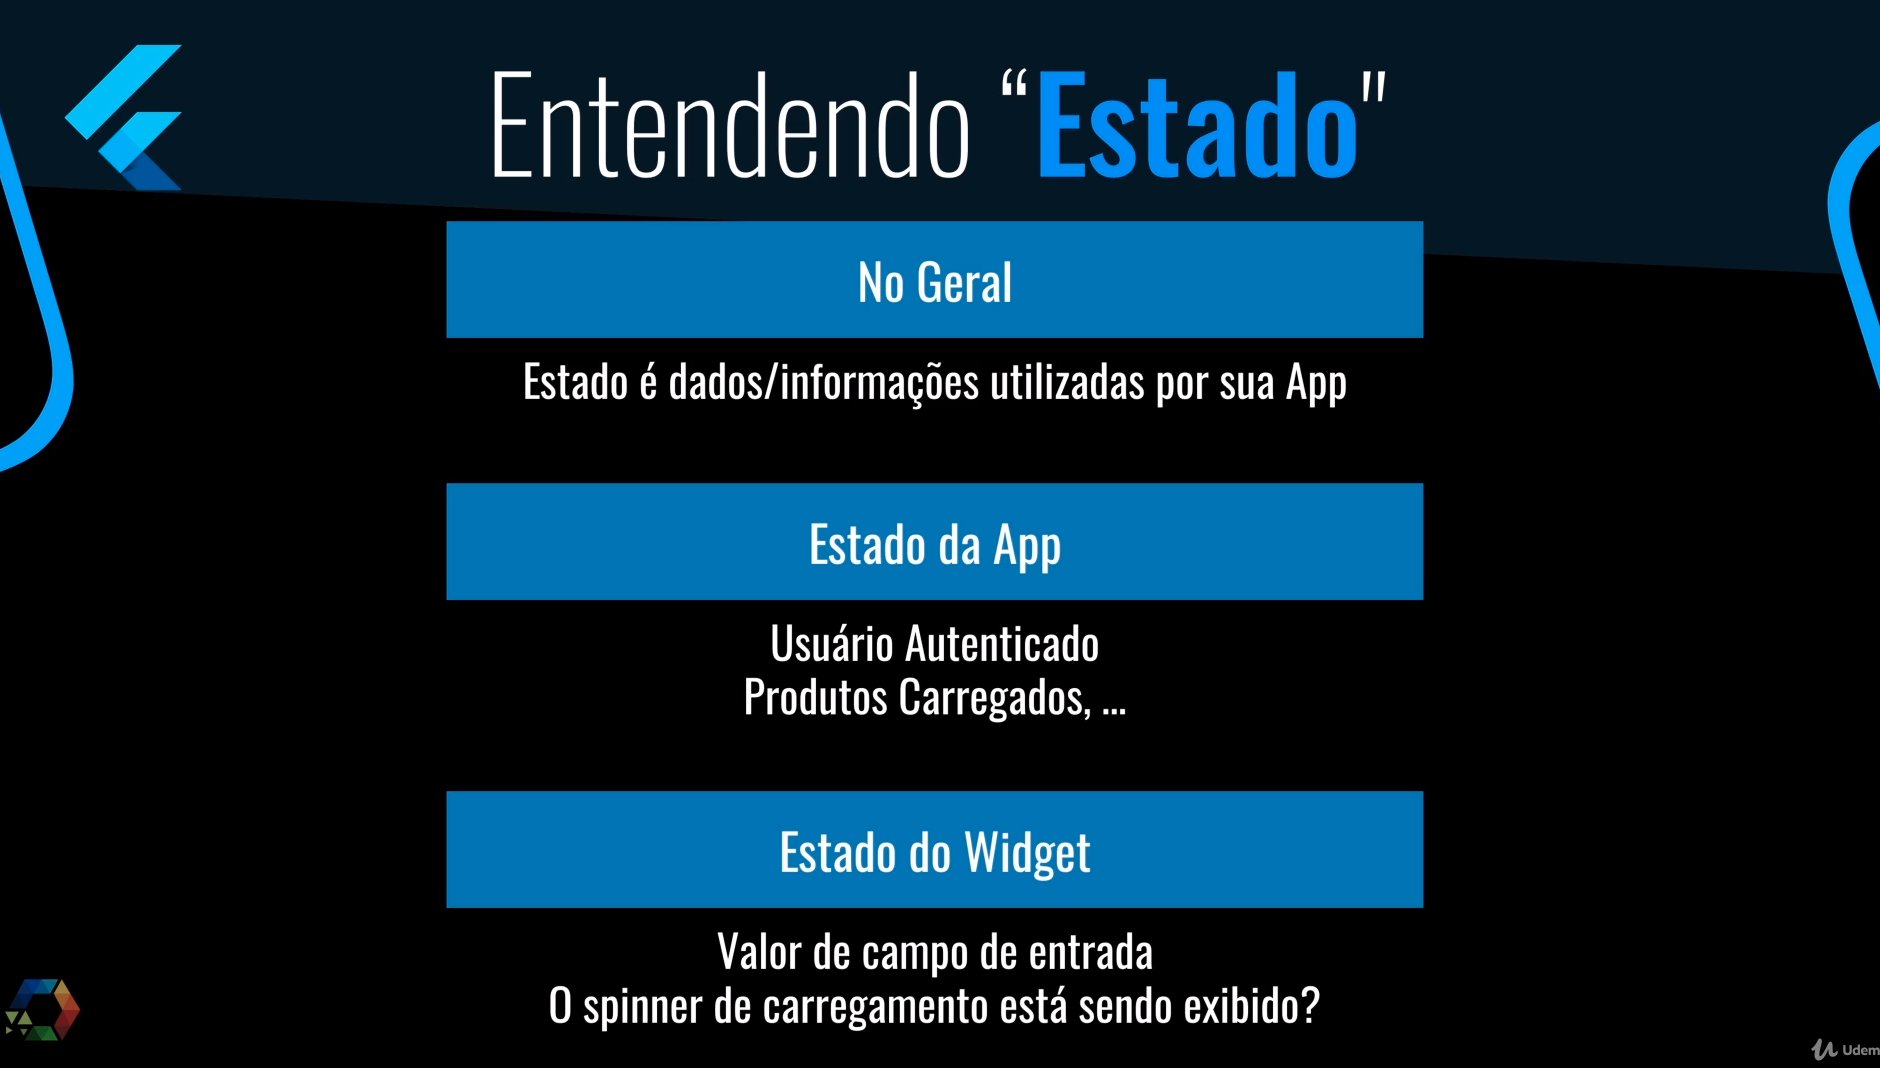 Entendendo “Estado"
No Geral
Estado é dados/informações utilizadas por sua App
Estado da App
Usuário Autenticado
Produtos Carregados, ...
Estado do Widget
Valor de campo de entrada
O spinner de carregamento está sendo exibido?
Udem